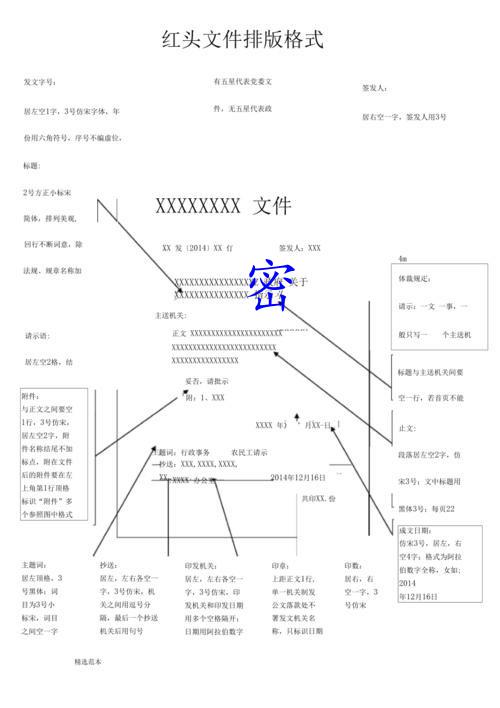 红头文件排版格式
发文字号：
居左空1字，3号仿宋字体，年
份用六角符号，序号不编虚位，
有五星代表党委文
件，无五星代表政
签发人：
居右空一字，签发人用3号
标题：
2号方正小标宋
简体，排列美观，
回行不断词意，除
法规、规章名称加
XXXXXXXX 文件
XX 发〔2014〕XX 仃
签发人：XXX
XXXXXXXXXXXXXXX
关于
XXXXXXXXXXXXXX
密
主送机关：
正文 XXXXXXXXXXXXXXXXXXXXXX
XXXXXXXXXXXXXXXXXXXXXXXXX
XXXXXXXXXXXXXXXX
妥否，请批示
附：1、XXX
XXXX 年
月XX-日
主题词：行政事务 农民工请示
抄送：XXX,XXXX,XXXX,
XX
XXXX 办公室
2014年12月16日
共印XX.份
请示语：
居左空2格，结
附件：
与正文之间要空
1行，3号仿宋，
居左空2字，附
件名称结尾不加
标点，附在文件
后的附件要在左
上角第1行顶格
标识“附件”多
个参照图中格式
4m
体裁规定：
请示：一文 一事，一
般只写一 个主送机
标题与主送机关间要
空一行，若首页不能
止文：
段落居左空2字，仿
宋3号；文中标题用
黑体3号；每页22
成文日期：
仿宋3号，居左，右
空4字；格式为阿拉
伯数字全称，女如：
2014
年12月16日
主题词：
居左顶格，3
号黑体；词
目为3号小
标宋，词目
之间空一字
抄送：
居左，左右各空一
字，3号仿宋，机
关之间用逗号分
隔，最后一个抄送
机关后用句号
印发机关：
居左，左右各空一
字，3号仿宋，印
发机关和印发日期
用多个空格隔开；
日期用阿拉伯数字
印章：
上距正文1行，
单一机关制发
公文落款处不
署发文机关名
称，只标识日期
印数：
居右，右
空一字，3
号仿宋
精选范本